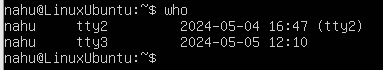 nahu@LinuxUbuntu:~$ who
nahu     tty2         2024-05-04 16:47 (tty2)
nahu     tty3         2024-05-05 12:10
nahu@LinuxUbuntu:~$